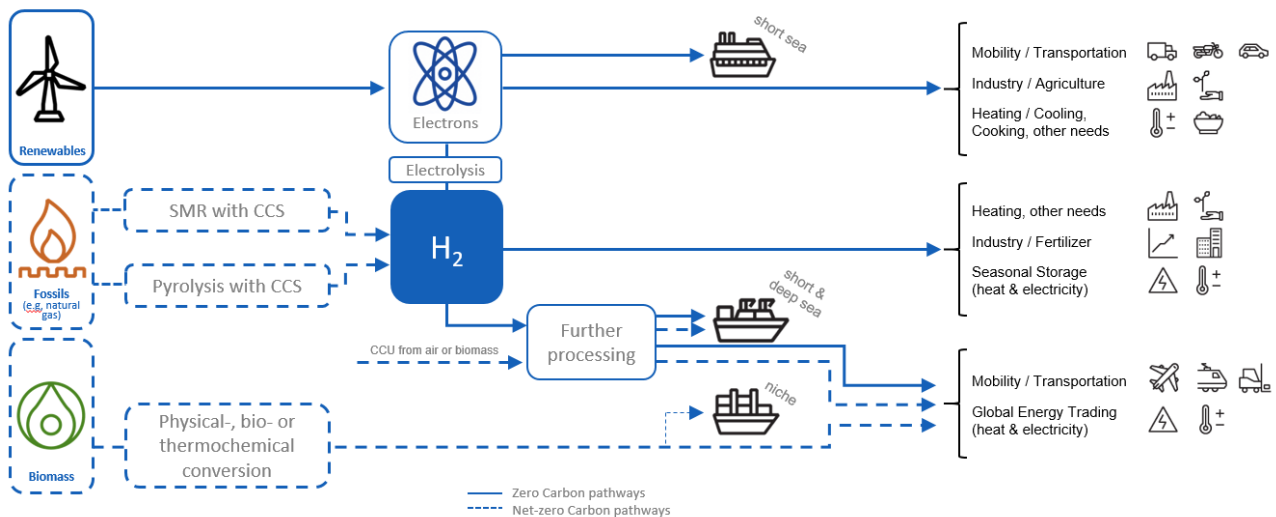 short sea
Mobility / Transportation
Industry / Agriculture
Electrons
Heating / Cooling,
Cooking, other needs
Renewables
Electrolysis
SMR with CCS
H2
Heating, other needs
Industry / Fertilizer
Pyrolysis with CCS
Seasonal Storage
(heat & electricity)
Fossils
(e.g. natural
gas)
short &
deep sea
Further
processing
CCU from air or biomass
Mobility / Transportation
niche
Global Energy Trading
(heat & electricity)
Physical-, bio- or
thermochemical
conversion
Biomass
Zero Carbon pathways
Net-zero Carbon pathways